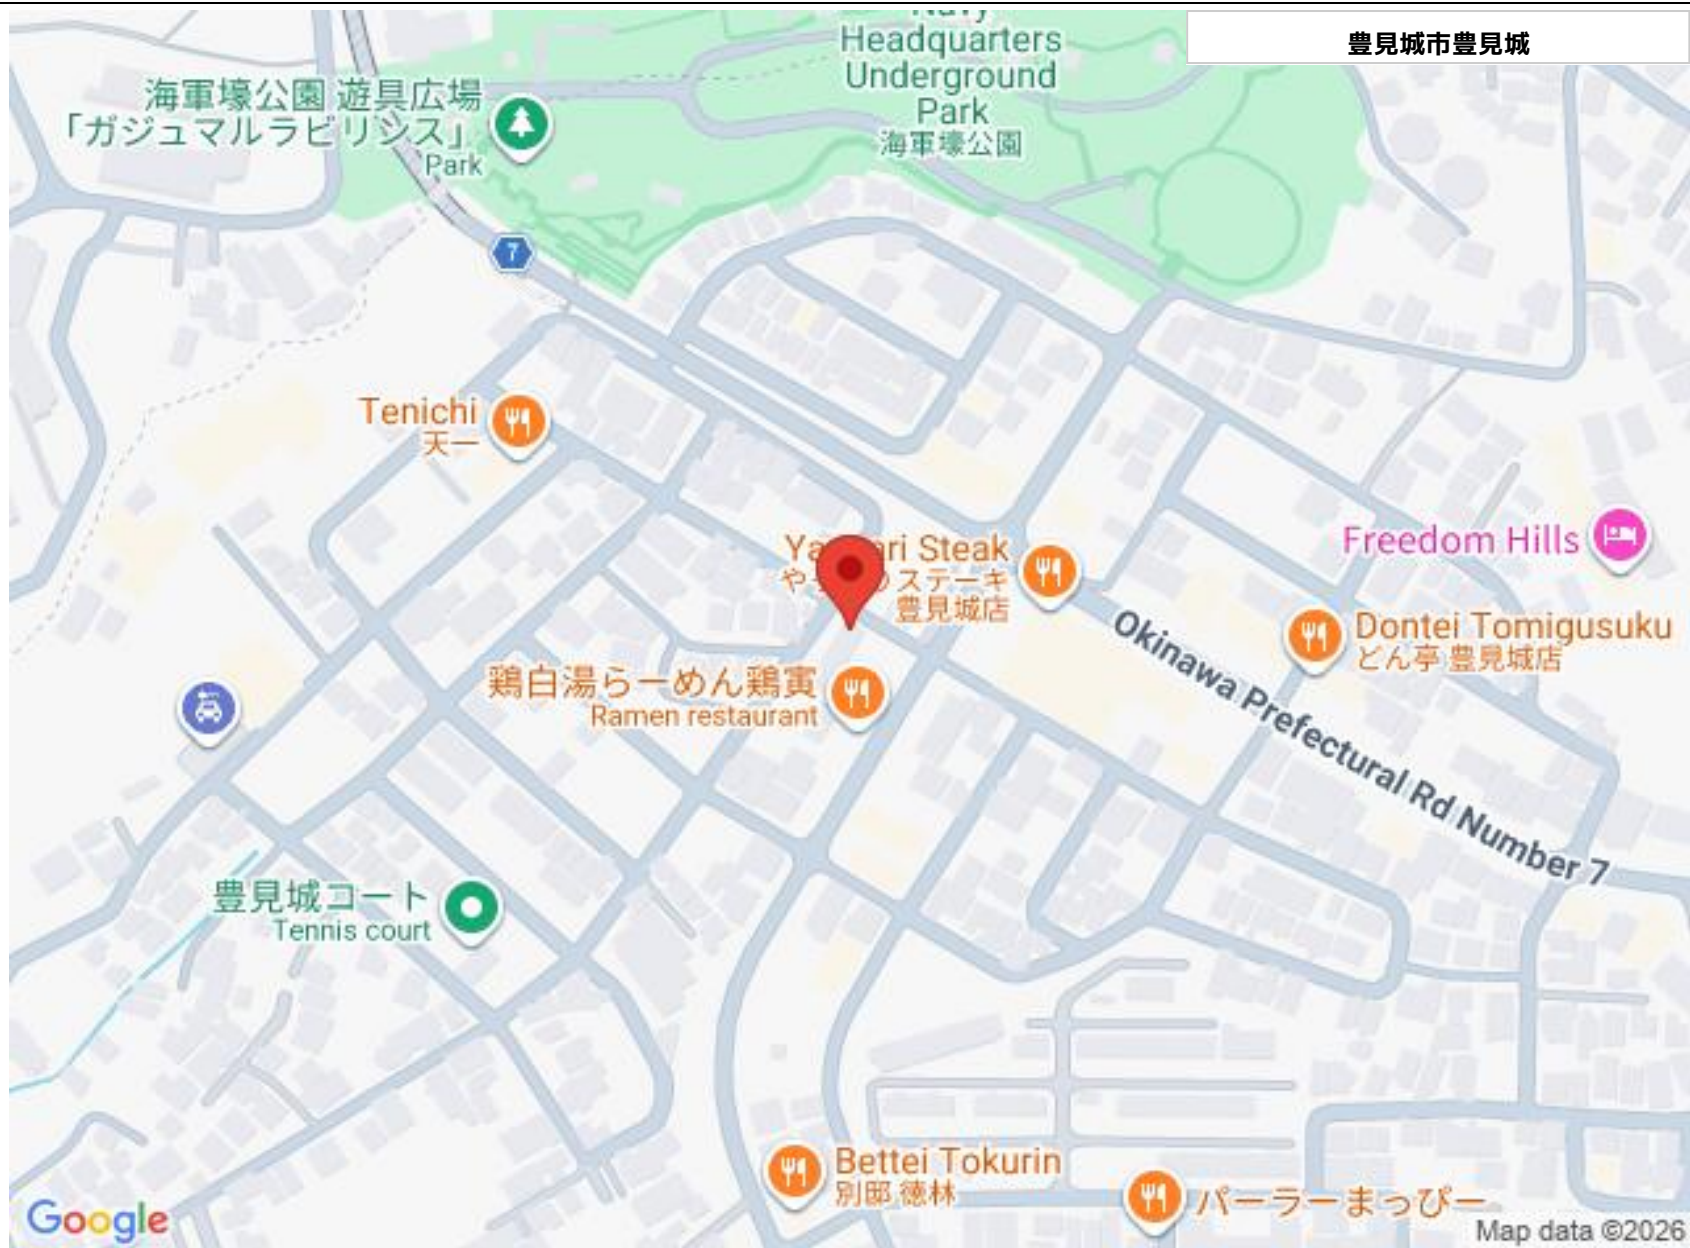 豊見城市豊見城
Headquarters
Underground
Park
海軍壕公園
海軍壕公園 遊具広場
「ガジュマルラビリンス」
Park
7
Tenichi
天一
Steak
ステーキ
豊見城店
Freedom Hills
Dontei Tomigusuku
どん亭 豊見城店
Okinawa Prefectural Rd Number 7
鶏白湯らーめん鶏寅
Ramen restaurant
豊見城コート
Tennis court
Bettei Tokurin
別邸 徳林
パーラーまっぴー
Google
Map data ©2026